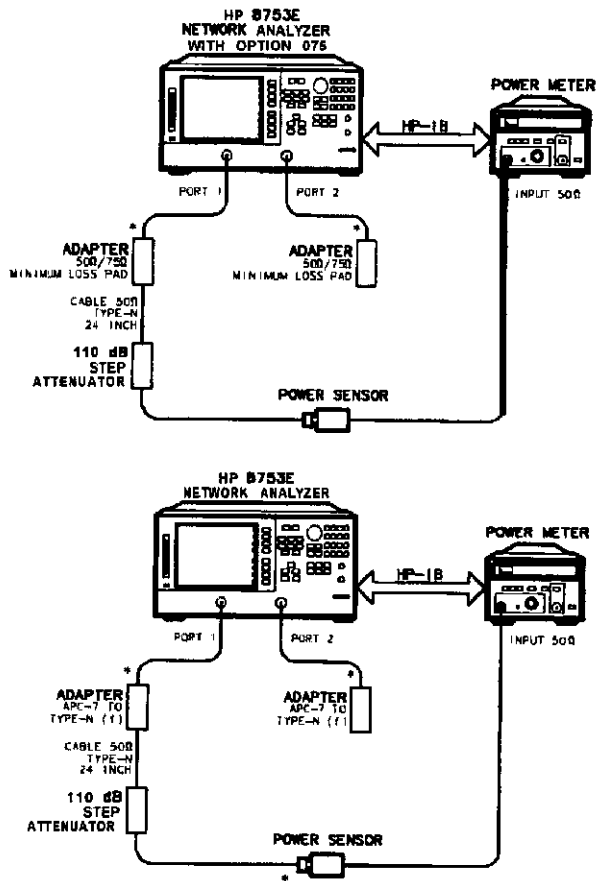 HP 8753E
NETWORK ANALYZER
WITH OPTION 075
POWER METER
HP-IB
PORT 1
PORT 2
INPUT 50Ω
*
*
ADAPTER
50Ω/75Ω
MINIMUM LOSS PAD
ADAPTER
50Ω/75Ω
MINIMUM LOSS PAD
CABLE 50Ω
TYPE-N
24 INCH
110 dB
STEP
ATTENUATOR
POWER SENSOR
HP 8753E
NETWORK ANALYZER
POWER METER
HP-IB
PORT 1
PORT 2
INPUT 50Ω
*
*
ADAPTER
APC-7 TO
TYPE-N (f)
ADAPTER
APC-7 TO
TYPE-N (f)
CABLE 50Ω
TYPE-N
24 INCH
110 dB
STEP
ATTENUATOR
POWER SENSOR
*